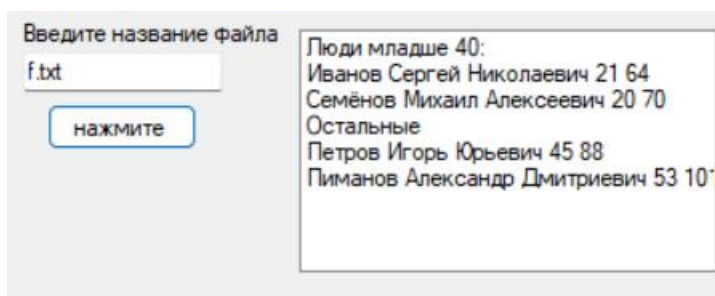 Введите название файла
f.txt
нажмите
Люди младше 40:
Иванов Сергей Николаевич 21 64
Семёнов Михаил Алексеевич 20 70
Остальные
Петров Игорь Юрьевич 45 88
Пиманов Александр Дмитриевич 53 101